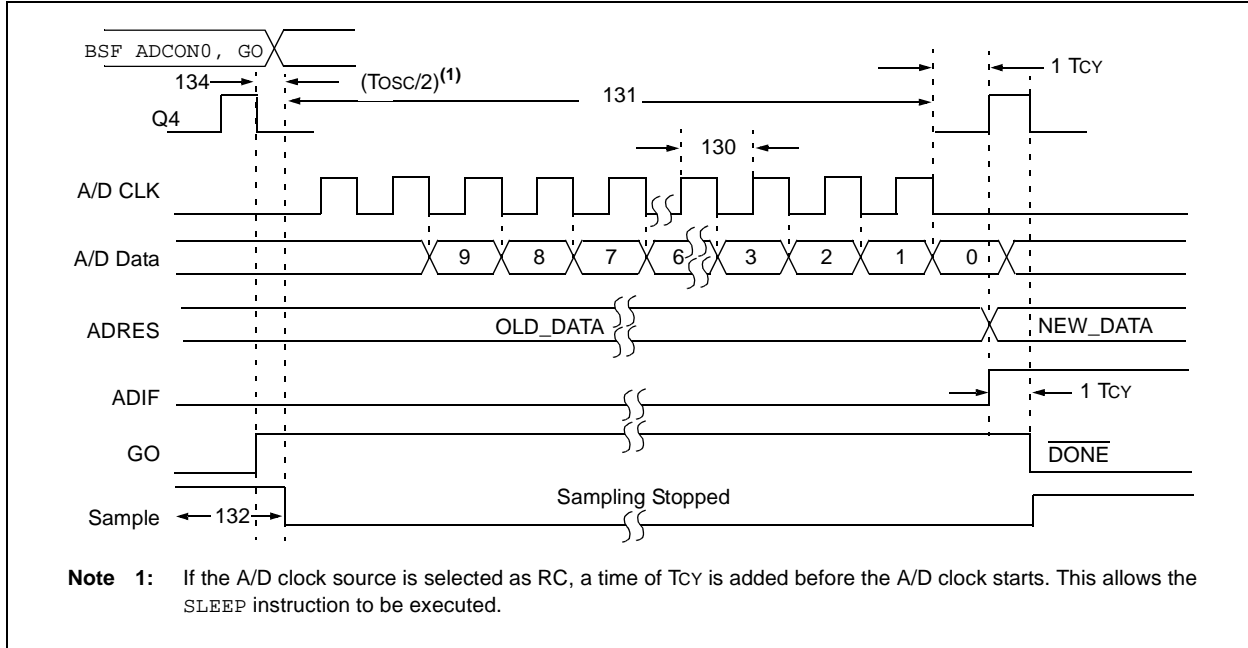 BSF ADCON0, GO
134 (TOSC/2)(1) 131 1 TCY
Q4
130
A/D CLK
A/D Data 9 8 7 6 3 2 1 0
ADRES OLD_DATA NEW_DATA
ADIF 1 TCY
GO DONE
Sampling Stopped
Sample 132
Note 1: If the A/D clock source is selected as RC, a time of TCY is added before the A/D clock starts. This allows the
SLEEP instruction to be executed.